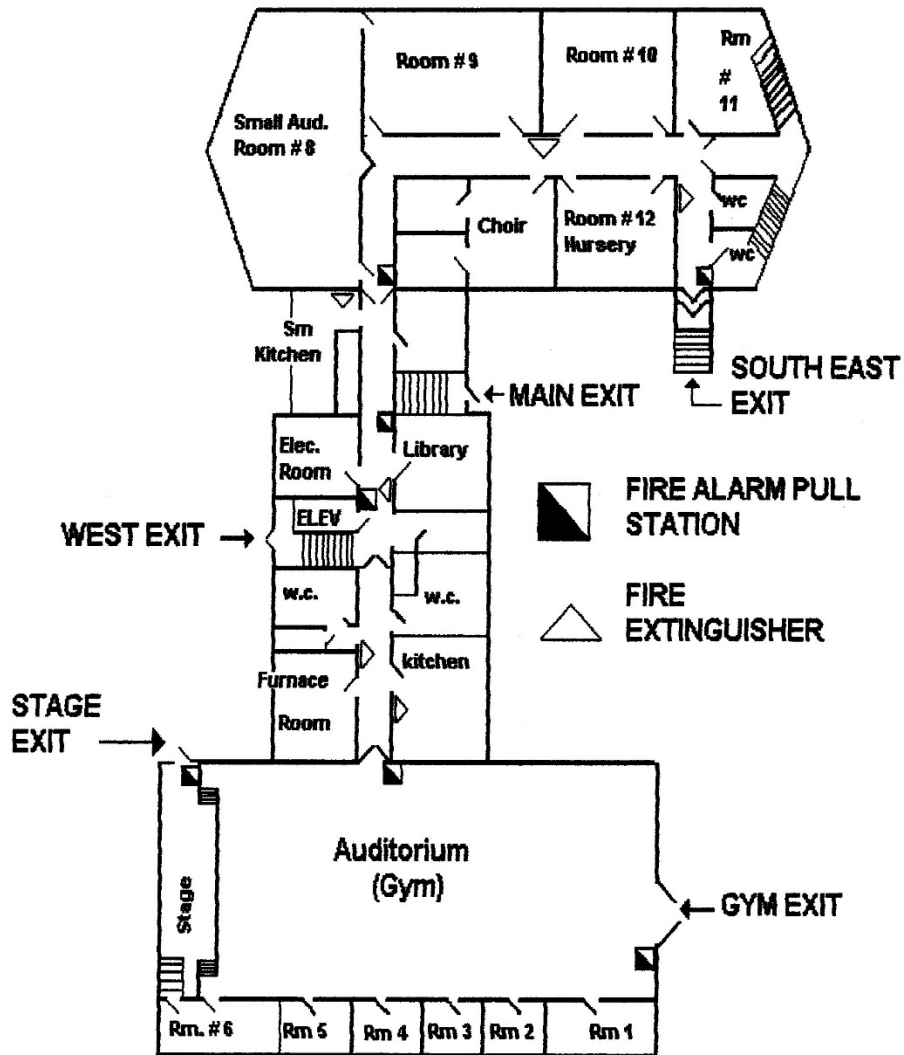 Room # 9
Room # 10
Rm
#
11
Small Aud.
Room # 8
Choir
Room # 12
Nursery
wc
wc
Sm
Kitchen
MAIN EXIT
SOUTH EAST
EXIT
Elec.
Room
Library
FIRE ALARM PULL
STATION
ELEV
WEST EXIT
w.c.
w.c.
FIRE
EXTINGUISHER
kitchen
Furnace
Room
STAGE
EXIT
Auditorium
(Gym)
Stage
GYM EXIT
Rm. # 6
Rm 5
Rm 4
Rm 3
Rm 2
Rm 1